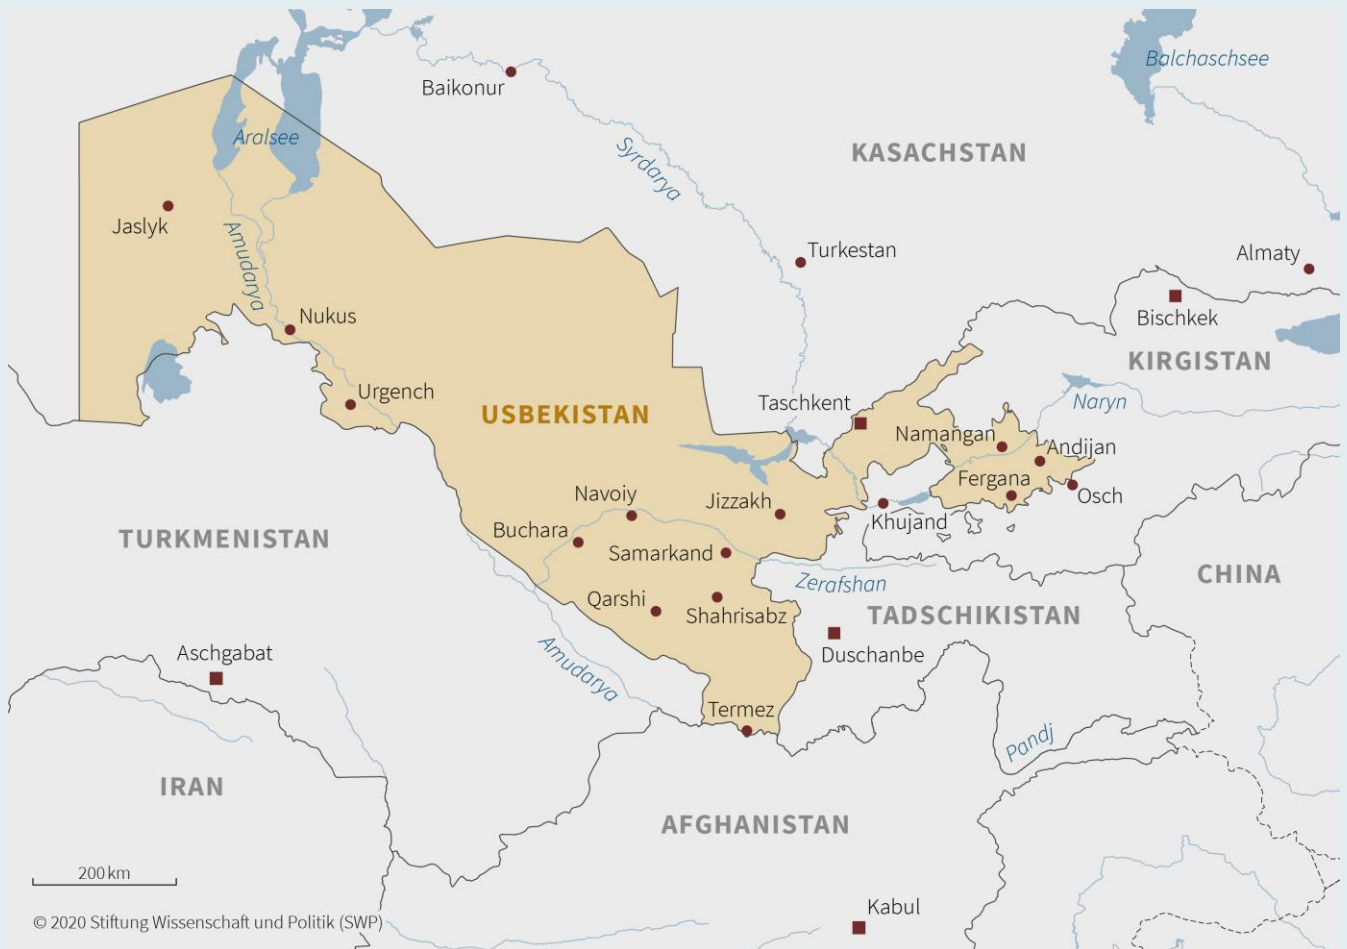 Balchaschsee
Baikonur
Aralsee
KASACHSTAN
Syrdarya
Jaslyk
Amudarya
Turkestan
Almaty
Nukus
Bischkek
KIRGISTAN
Urgench
USBEKISTAN
Taschkent
Naryn
Namangan
Andijan
Fergana
Osch
Navoiy
Jizzakh
Khujand
Buchara
TURKMENISTAN
Samarkand
CHINA
Zerafshan
Qarshi
Shahrisabz
TADSCHIKISTAN
Aschgabat
Amudarya
Duschanbe
Termez
Pandj
IRAN
AFGHANISTAN
200 km
Kabul
© 2020 Stiftung Wissenschaft und Politik (SWP)